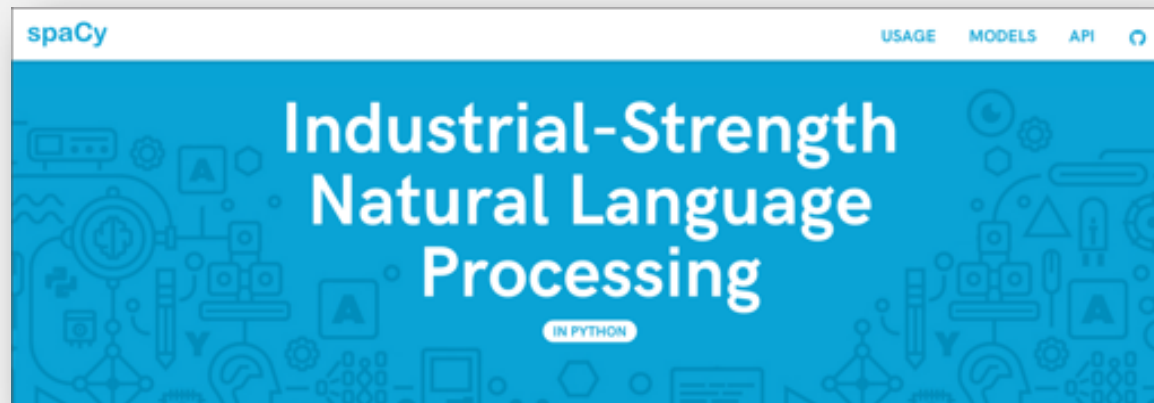 spaCy
USAGE MODELS API
Industrial-Strength
Natural Language
Processing
IN PYTHON
A
A
A
Y
Y